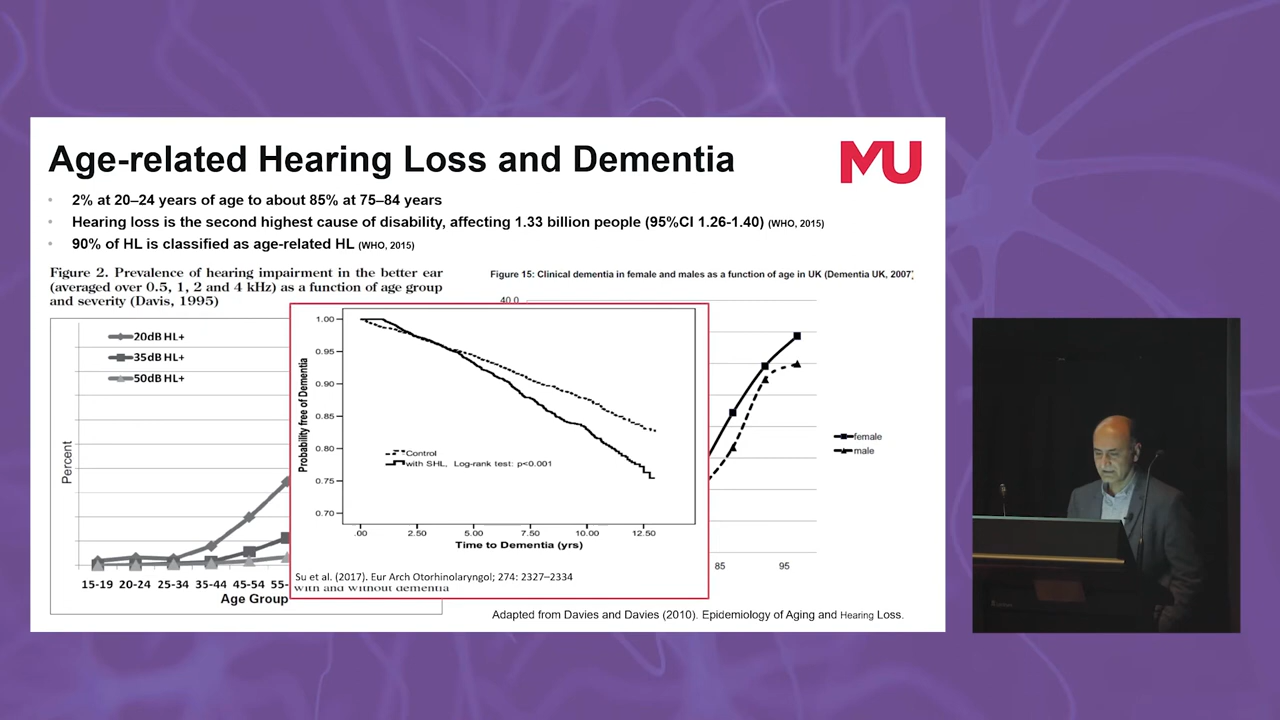 Age-related Hearing Loss and Dementia
MU
2% at 20–24 years of age to about 85% at 75–84 years
Hearing loss is the second highest cause of disability, affecting 1.33 billion people (95%CI 1.26-1.40) (WHO, 2015)
90% of HL is classified as age-related HL (WHO, 2015)
Figure 2. Prevalence of hearing impairment in the better ear
(averaged over 0.5, 1, 2 and 4 kHz) as a function of age group
and severity (Davis, 1995)
20dB HL+
35dB HL+
50dB HL+
Percent
15-19 20-24 25-34 35-44 45-54 55-
Age Group
Figure 15: Clinical dementia in female and males as a function of age in UK (Dementia UK, 2007)
40.0
female
male
85 95
1.00
0.95
0.90
0.85
0.80
0.75
0.70
Probability free of Dementia
Control
with SHL, Log-rank test: p<0.001
.00 2.50 5.00 7.50 10.00 12.50
Time to Dementia (yrs)
Su et al. (2017). Eur Arch Otorhinolaryngol; 274: 2327–2334
with and without dementia
Adapted from Davies and Davies (2010). Epidemiology of Aging and Hearing Loss.